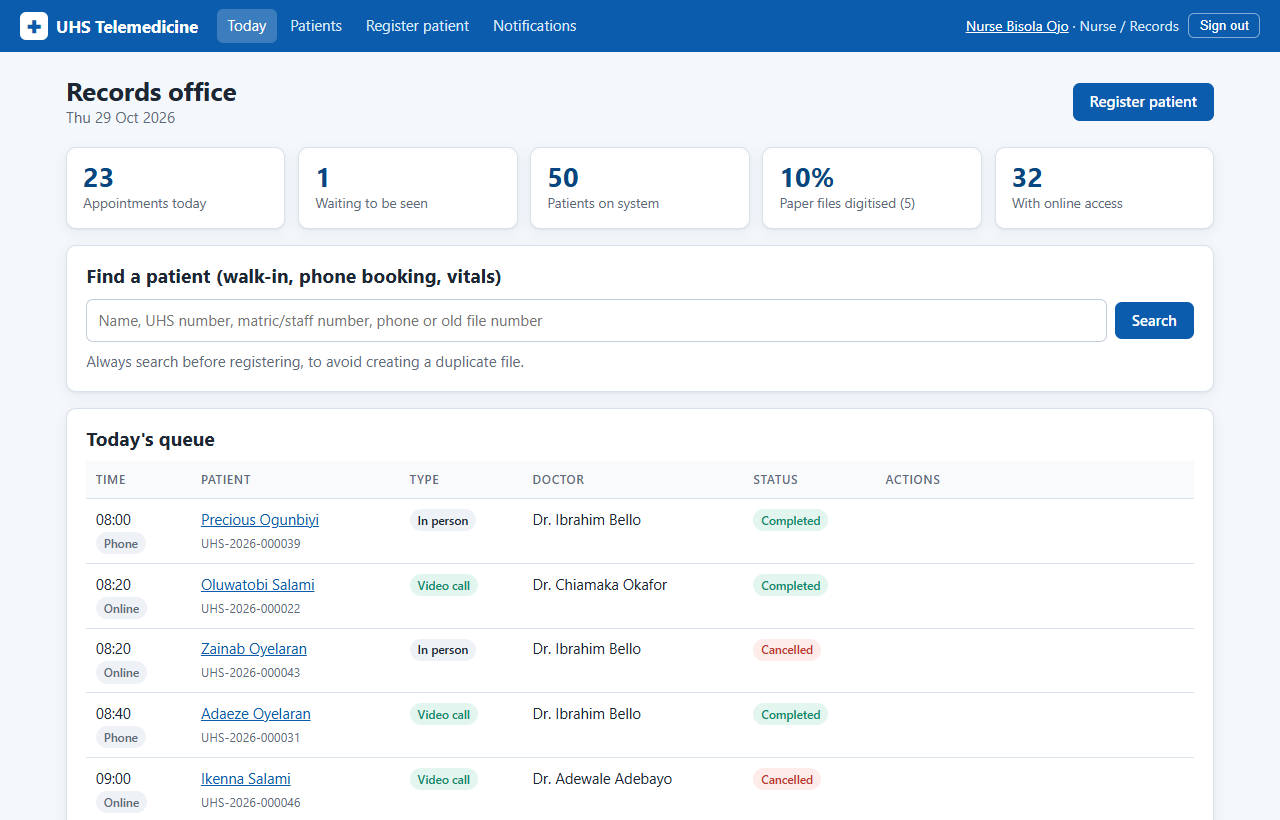 UHS Telemedicine Today Patients Register patient Notifications Nurse Bisola Ojo · Nurse / Records Sign out
Records office
Thu 29 Oct 2026
Register patient
23 1 50 10% 32
Appointments today Waiting to be seen Patients on system Paper files digitised (5) With online access
Find a patient (walk-in, phone booking, vitals)
Name, UHS number, matric/staff number, phone or old file number Search
Always search before registering, to avoid creating a duplicate file.
Today's queue
TIME PATIENT TYPE DOCTOR STATUS ACTIONS
08:00 Precious Ogunbiyi In person Dr. Ibrahim Bello Completed
Phone UHS-2026-000039
08:20 Oluwatobi Salami Video call Dr. Chiamaka Okafor Completed
Online UHS-2026-000022
08:20 Zainab Oyelaran In person Dr. Ibrahim Bello Cancelled
Online UHS-2026-000043
08:40 Adaeze Oyelaran Video call Dr. Ibrahim Bello Completed
Phone UHS-2026-000031
09:00 Ikenna Salami Video call Dr. Adewale Adebayo Cancelled
Online UHS-2026-000046